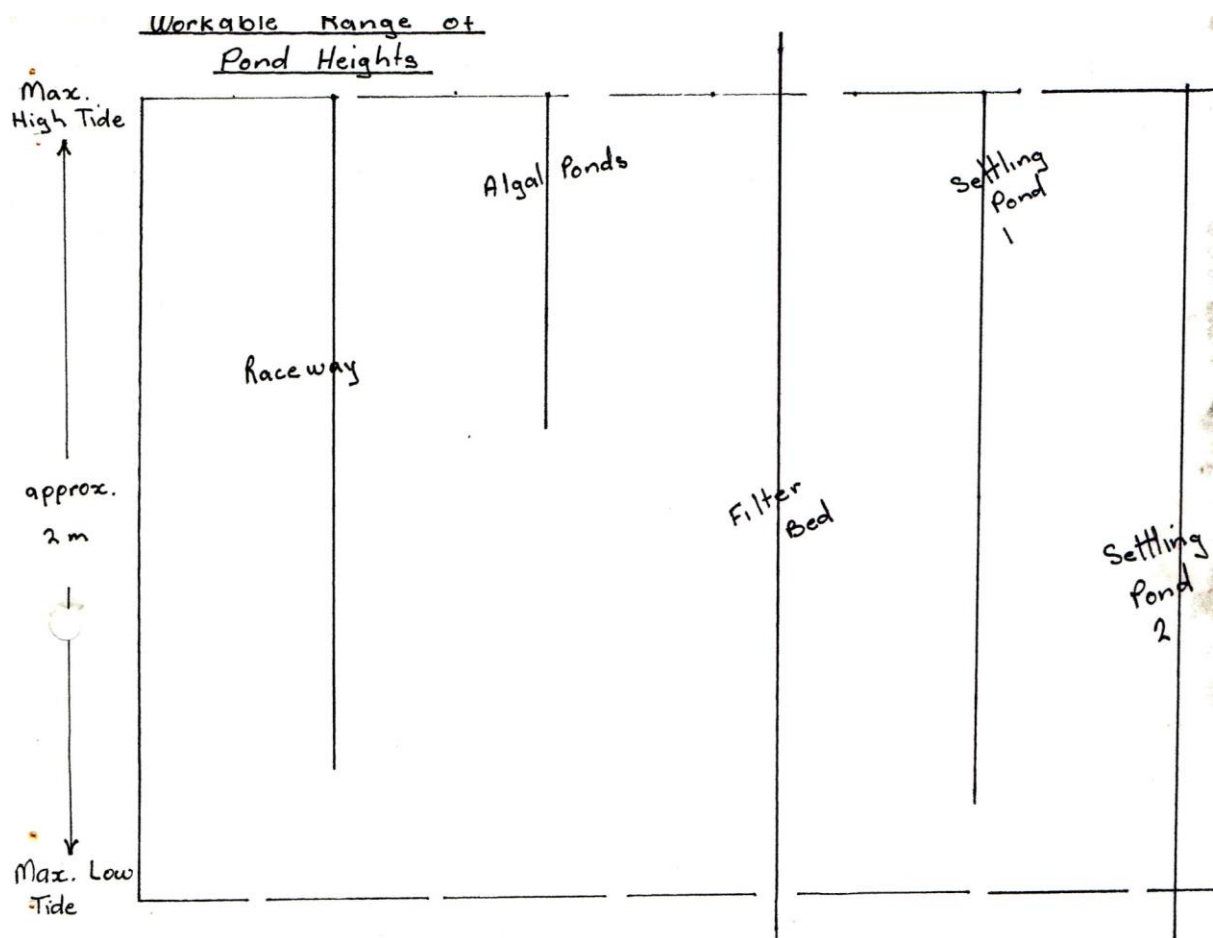 Workable Range of
Pond Heights
Max.
High Tide
Algal Ponds
Settling
Pond
1
Raceway
approx.
2 m
Filter
Bed
Settling
Pond
2
Max. Low
Tide